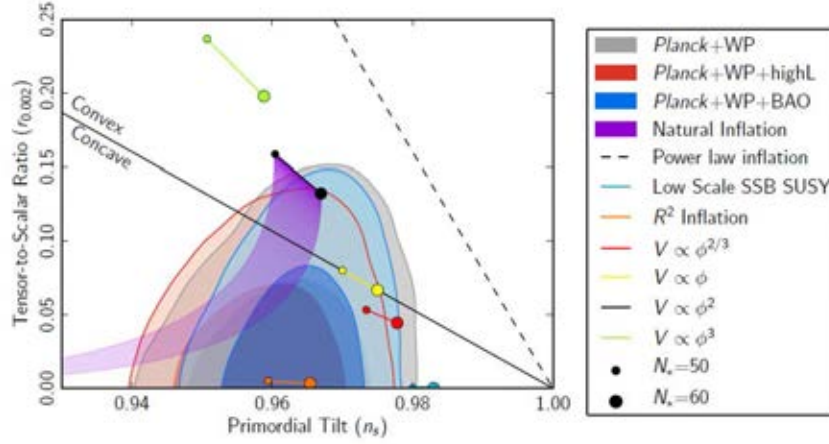 Tensor-to-Scalar Ratio (r₀.₀₀₂)
0.25
0.20
0.15
0.10
0.05
0.00
Convex
Concave
0.94
0.96
0.98
1.00
Primordial Tilt (nₛ)
Planck+WP
Planck+WP+highL
Planck+WP+BAO
Natural Inflation
Power law inflation
Low Scale SSB SUSY
R² Inflation
V ∝ ϕ^{2/3}
V ∝ ϕ
V ∝ ϕ²
V ∝ ϕ³
N∗=50
N∗=60